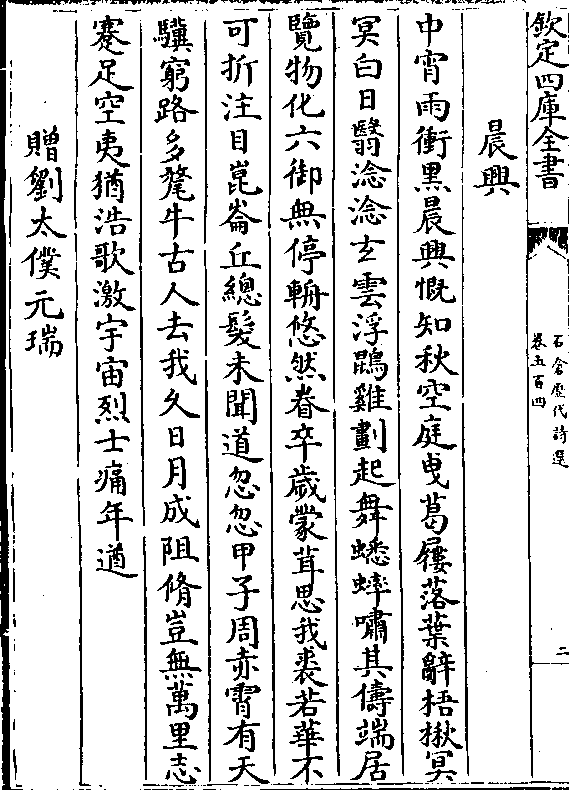 欽定四庫全書
石倉歷代詩選
卷五百四
二
晨興
中宵雨衝黑晨興慨知秋空庭曳葛屨落葉辭梧楸冥
冥白日翳淰淰玄雲浮鵾雞劃起舞蟋蟀嘯其儔端居
覽物化六御無停輈悠然眷卒歲蒙茸思我裘若華不
可折注目崑崙丘總髮未聞道忽忽甲子周赤霄有天
驥窮路多髦牛古人去我久日月成阻脩豈無萬里志
蹇足空夷猶浩歌激宇宙烈士痛年遒
贈劉太僕元瑞